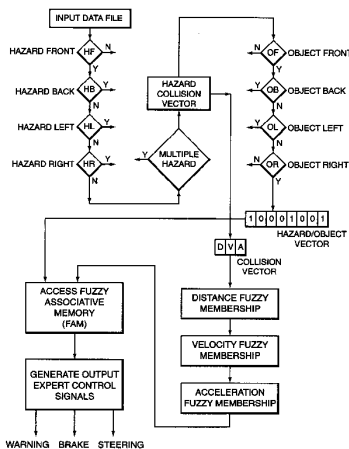 INPUT DATA FILE
HAZARD FRONT
HF
N
Y
HAZARD BACK
HB
Y
N
HAZARD LEFT
HL
Y
N
HAZARD RIGHT
HR
Y
N
Y
MULTIPLE
HAZARD
HAZARD
COLLISION
VECTOR
N
OF
OBJECT FRONT
Y
N
OB
OBJECT BACK
Y
N
OL
OBJECT LEFT
Y
N
OR
OBJECT RIGHT
Y
1 0 0 0 1 0 0 1
HAZARD/OBJECT
VECTOR
D V A
COLLISION
VECTOR
ACCESS FUZZY
ASSOCIATIVE
MEMORY
(FAM)
DISTANCE FUZZY
MEMBERSHIP
VELOCITY FUZZY
MEMBERSHIP
GENERATE OUTPUT
EXPERT CONTROL
SIGNALS
ACCELERATION
FUZZY MEMBERSHIP
WARNING BRAKE STEERING